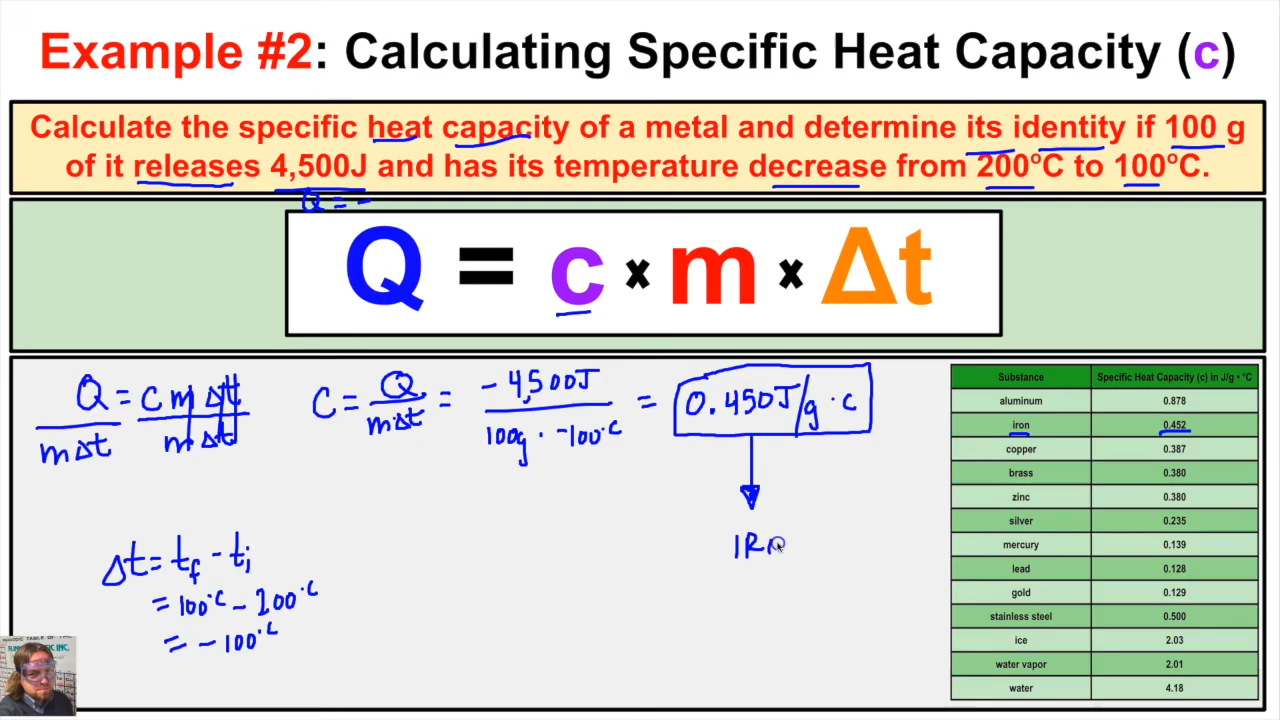 Example #2: Calculating Specific Heat Capacity (c)
Calculate the specific heat capacity of a metal and determine its identity if 100 g
of it releases 4,500J and has its temperature decrease from 200°C to 100°C.
Q = -
Q = c × m × Δt
Q = c m Δt
mΔt m Δt
C = Q = -4,500J = 0.450J/g·c
m·Δt 100g · -100°C
IR
Δt = tf - ti
= 100°C - 200°C
= -100°C
Substance Specific Heat Capacity (c) in J/g • °C
aluminum 0.878
iron 0.452
copper 0.387
brass 0.380
zinc 0.380
silver 0.235
mercury 0.139
lead 0.128
gold 0.129
stainless steel 0.500
ice 2.03
water vapor 2.01
water 4.18